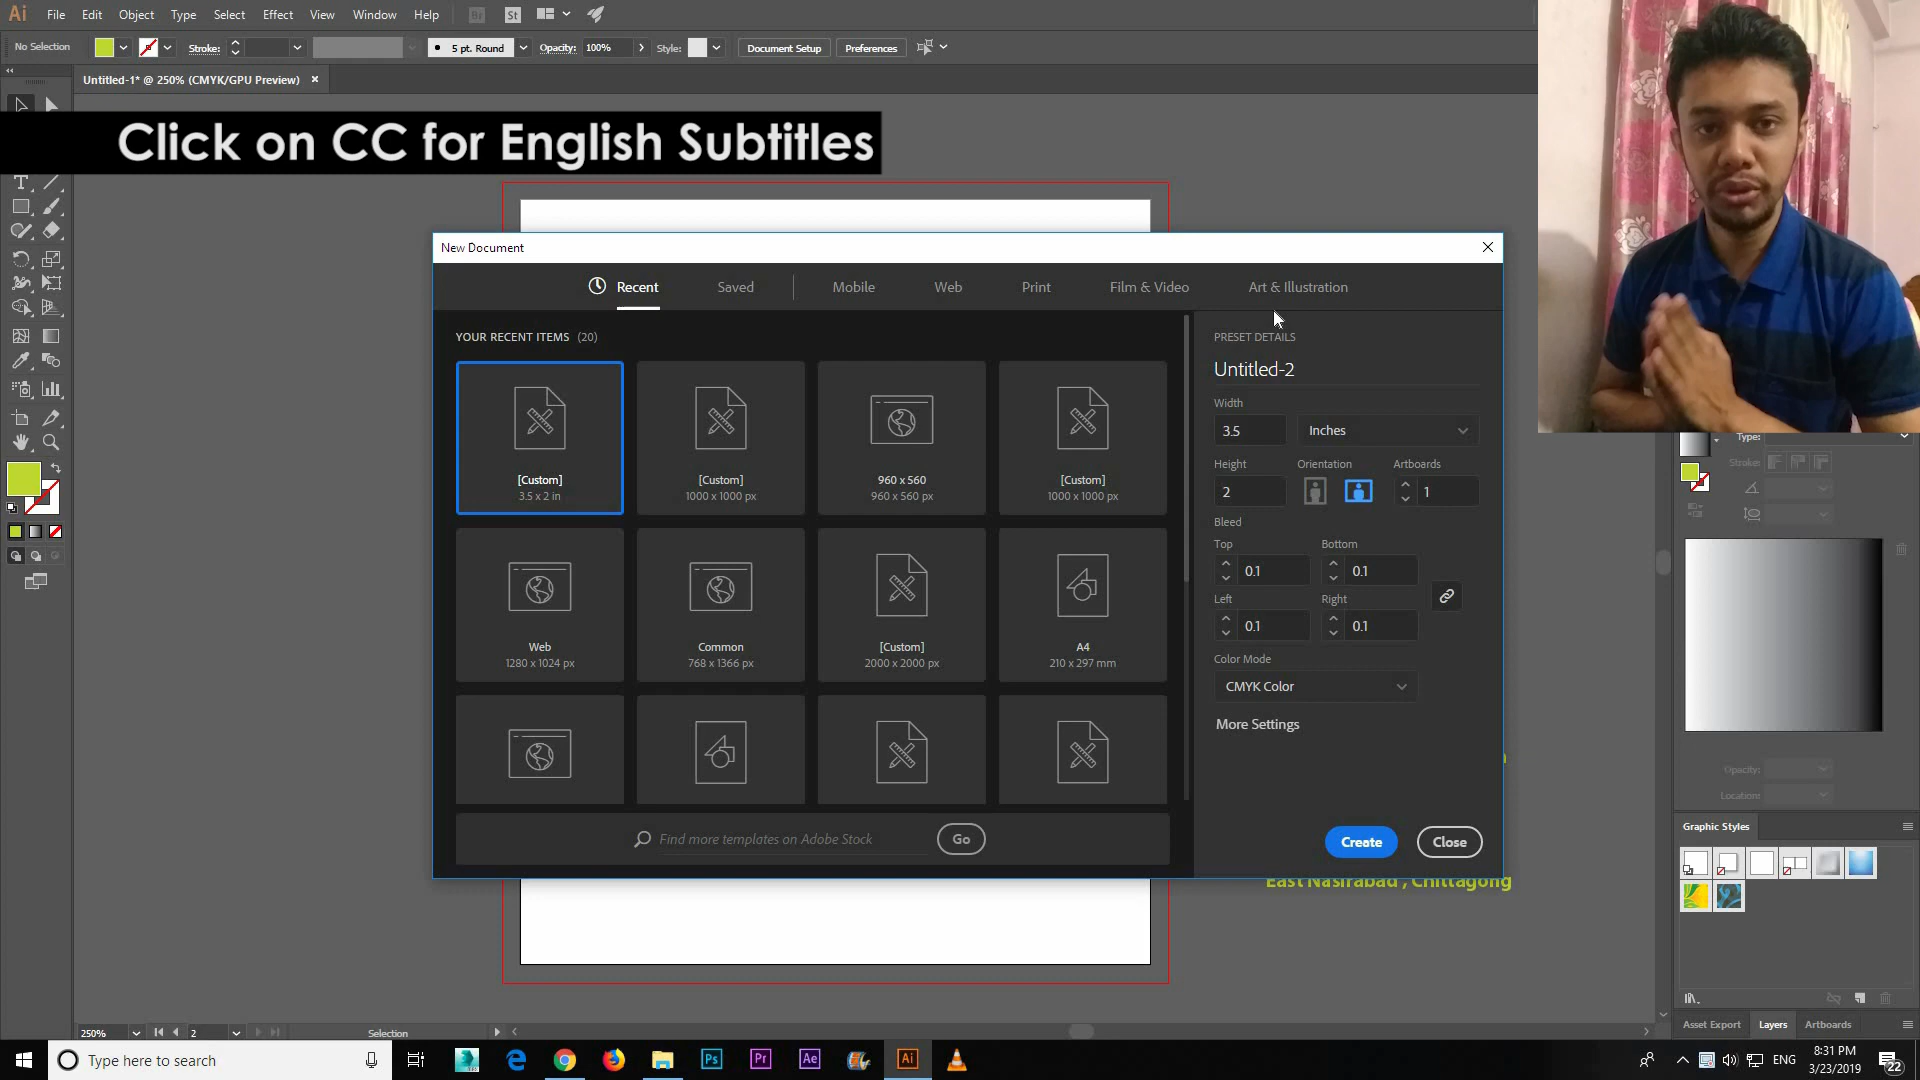 Ai File Edit Object Type Select Effect View Window Help Br St
No Selection Stroke: 5 pt. Round Opacity: 100% Style: Document Setup Preferences
Untitled-1* @ 250% (CMYK/GPU Preview)
Click on CC for English Subtitles
New Document
Recent Saved Mobile Web Print Film & Video Art & Illustration
YOUR RECENT ITEMS (20)
[Custom]
3.5 x 2 in
[Custom]
1000 x 1000 px
960 x 560
960 x 560 px
[Custom]
1000 x 1000 px
Web
1280 x 1024 px
Common
768 x 1366 px
[Custom]
2000 x 2000 px
A4
210 x 297 mm
Find more templates on Adobe Stock Go
PRESET DETAILS
Untitled-2
Width
3.5 Inches
Height Orientation Artboards
2 1
Bleed
Top Bottom
0.1 0.1
Left Right
0.1 0.1
Color Mode
CMYK Color
More Settings
Create Close
East Nasirabad , Chittagong
Type:
Stroke:
Opacity:
Location:
Graphic Styles
Asset Export Layers Artboards
250% 2 Selection
Type here to search
Ps Pr Ae Ai
ENG
8:31 PM
3/23/2019
22